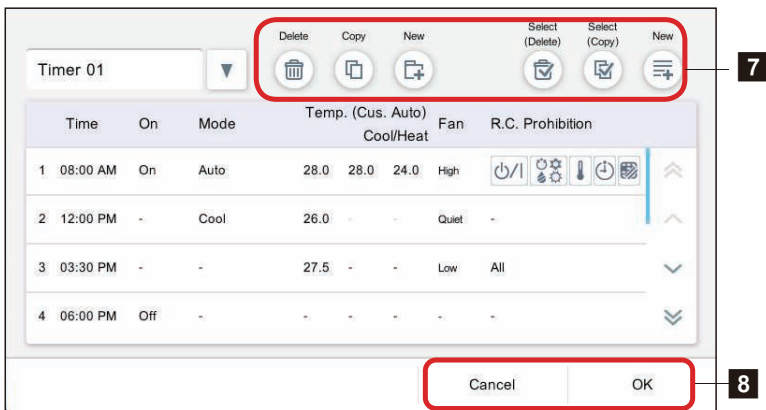 Delete Copy New Select (Delete) Select (Copy) New
7
Timer 01
Time On Mode Temp. (Cus. Auto) Cool/Heat Fan R.C. Prohibition
1 08:00 AM On Auto 28.0 28.0 24.0 High
2 12:00 PM - Cool 26.0 - - Quiet -
3 03:30 PM - - 27.5 - - Low All
4 06:00 PM Off - - - - - -
Cancel OK
8